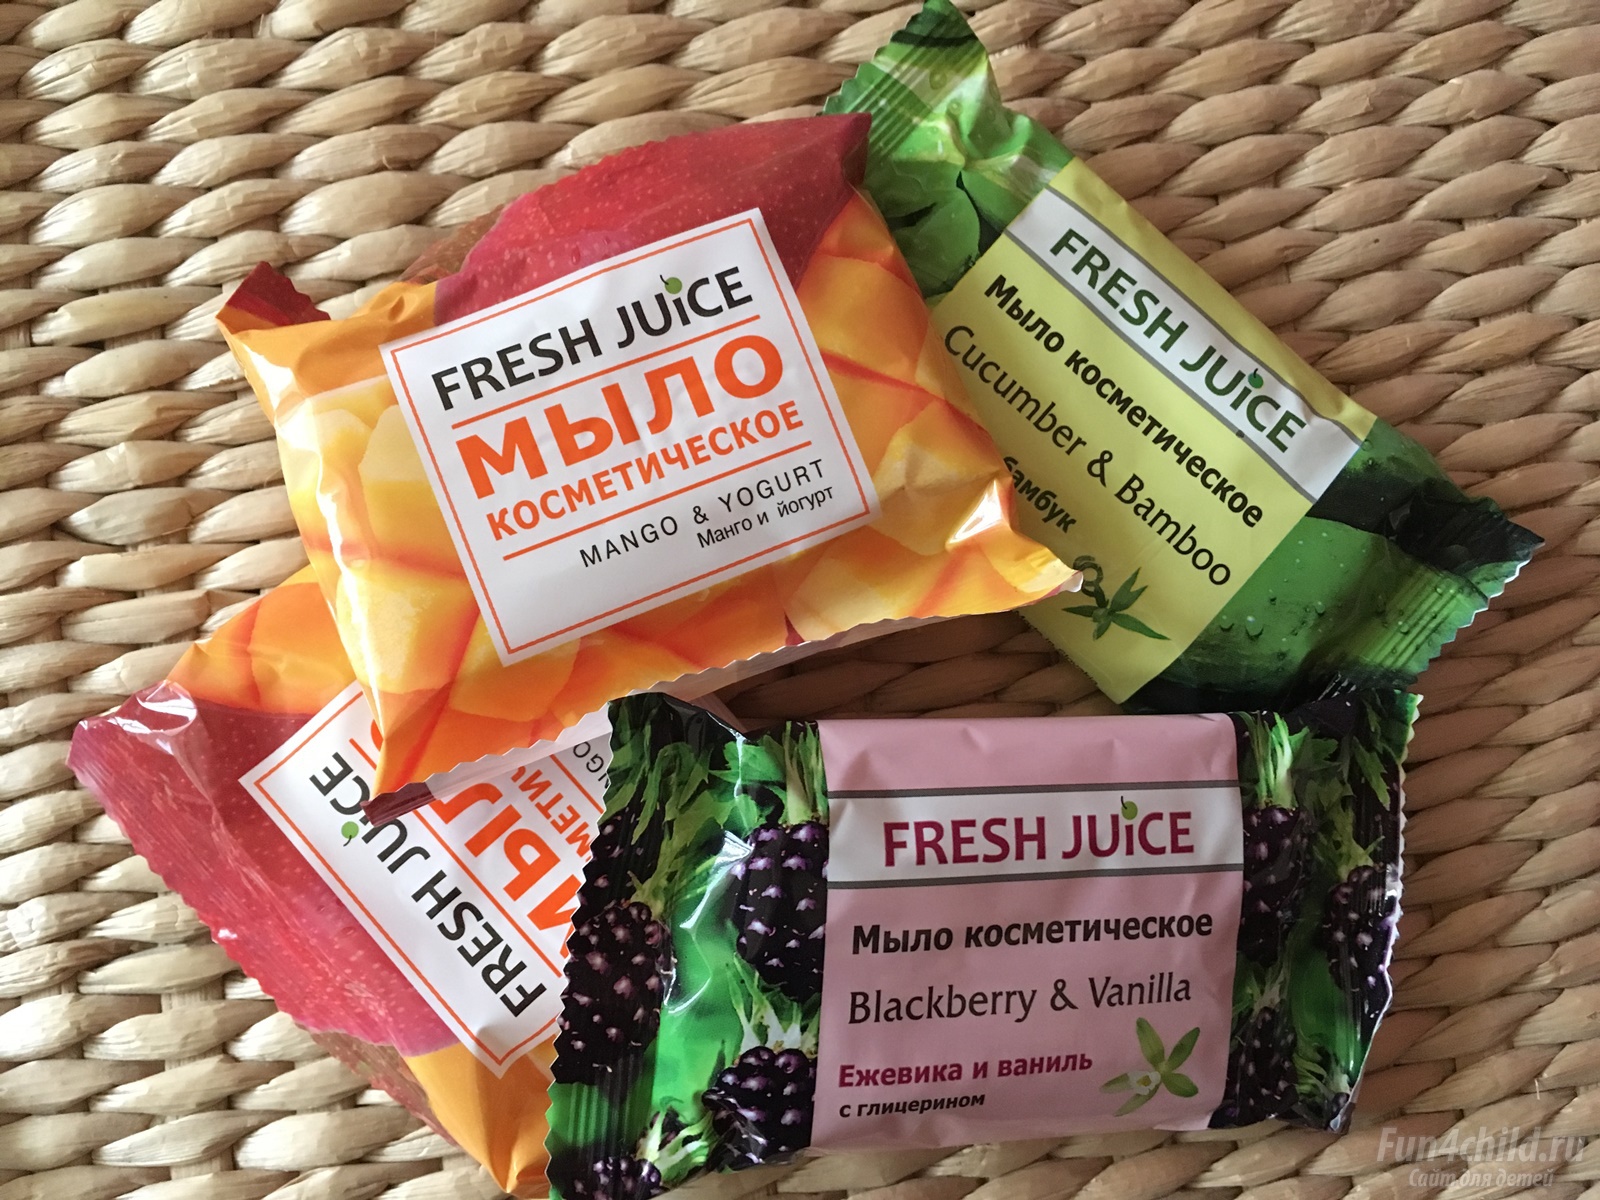 FRESH JUiCE
МЫЛО
КОСМЕТИЧЕСКОЕ
MANGO & YOGURT
Манго и йогурт
FRESH JUiCE
Мыло косметическое
Cucumber & Bamboo
бамбук
FRESH JUiCE
FRESH JUiCE
Мыло косметическое
Blackberry & Vanilla
Ежевика и ваниль
с глицерином
Fun4child.ru
Сайт для детей